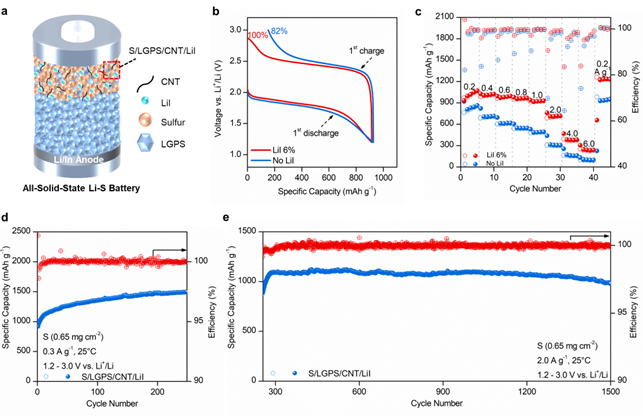 a
S/LGPS/CNT/LiI
CNT
LiI
Sulfur
LGPS
Li/In Anode
All-Solid-State Li-S Battery
b
Voltage vs. Li⁺/Li (V)
3.0
2.5
2.0
1.5
1.0
100%
82%
1st charge
1st discharge
LiI 6%
No LiI
0 200 400 600 800 1000
Specific Capacity (mAh g⁻¹)
c
Specific Capacity (mAh g⁻¹)
2100
1800
1500
1200
900
600
300
0
0.2 0.4 0.6 0.8 1.0
2.0
4.0
6.0
0.2
A g⁻¹
LiI 6%
No LiI
0 10 20 30 40
Cycle Number
100
90
80
70
60
50
40
Efficiency (%)
d
Specific Capacity (mAh g⁻¹)
2500
2000
1500
1000
500
0
S (0.65 mg cm⁻²)
0.3 A g⁻¹, 25°C
1.2 - 3.0 V vs. Li⁺/Li
S/LGPS/CNT/LiI
0 50 100 150 200
Cycle Number
100
95
90
Efficiency (%)
e
Specific Capacity (mAh g⁻¹)
1500
1000
500
0
S (0.65 mg cm⁻²)
2.0 A g⁻¹, 25°C
1.2 - 3.0 V vs. Li⁺/Li
S/LGPS/CNT/LiI
300 600 900 1200 1500
Cycle Number
100
95
90
Efficiency (%)